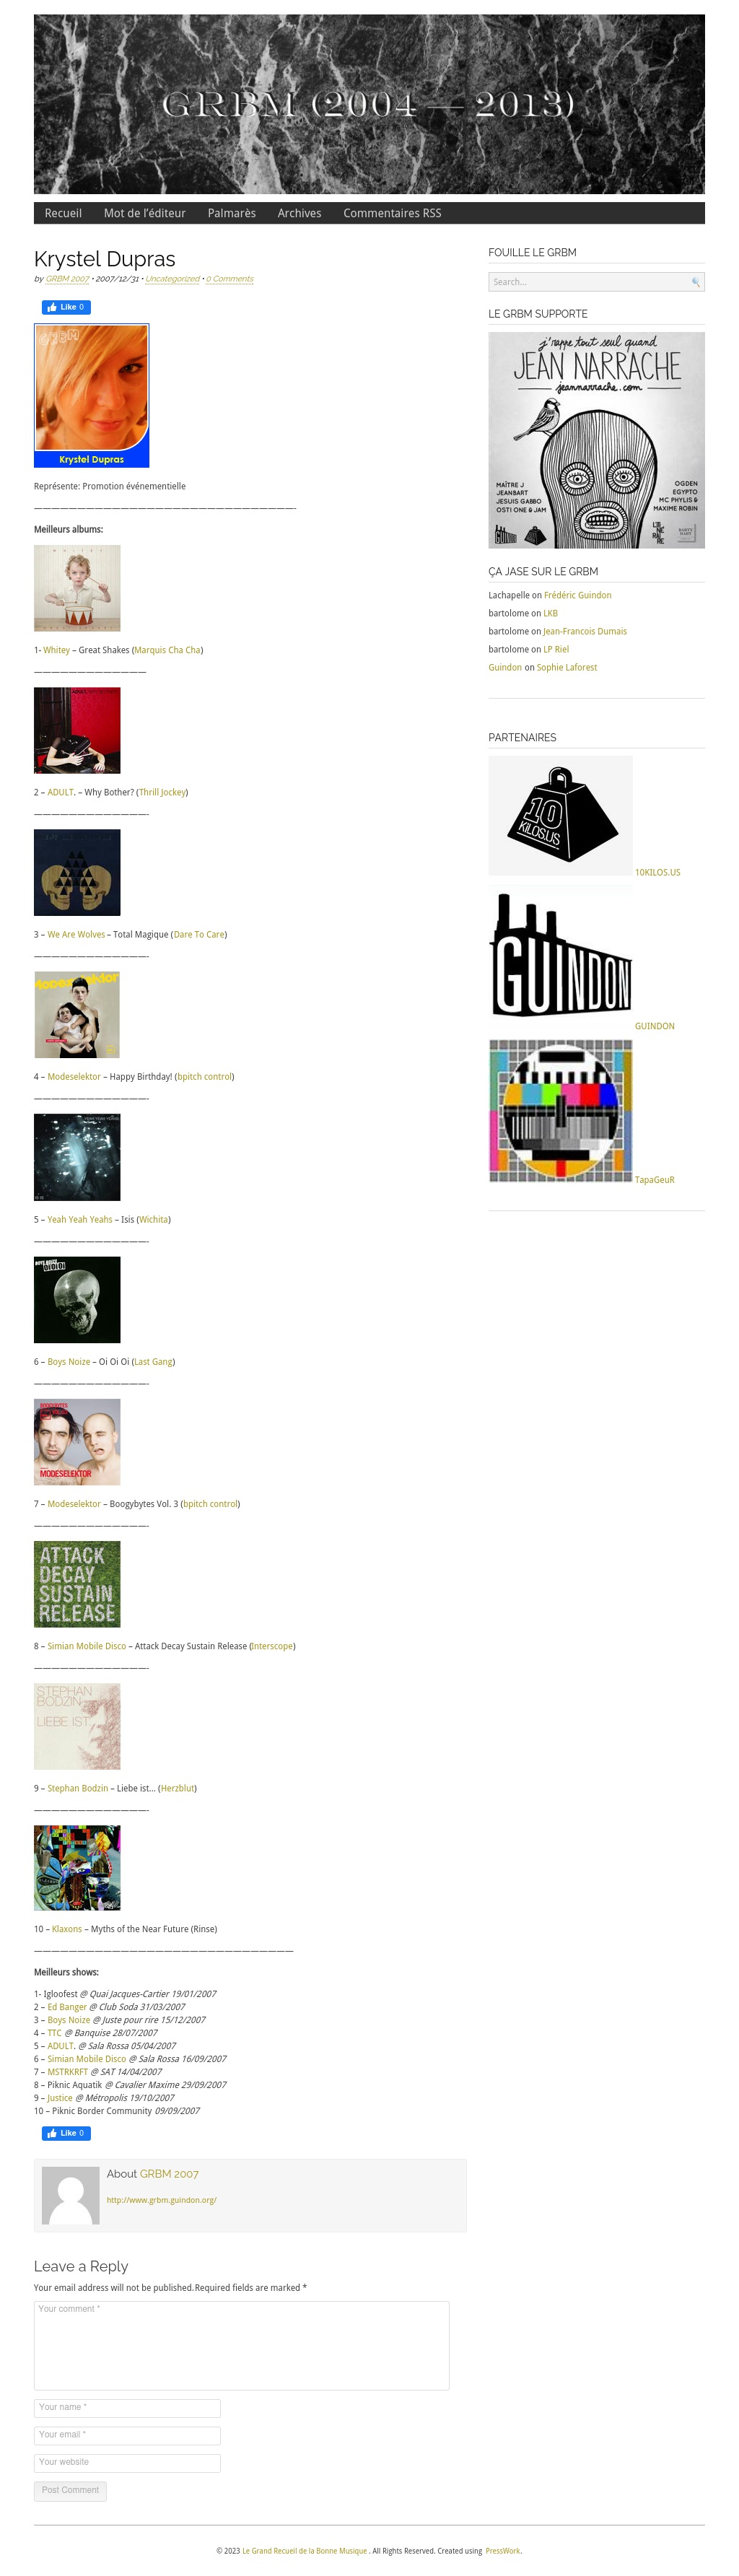 GRBM (2004 — 2013)
Recueil Mot de l'éditeur Palmarès Archives Commentaires RSS
Krystel Dupras
by GRBM 2007 • 2007/12/31 • Uncategorized • 0 Comments
Like 0
GRBM
Krystel Dupras
Représente: Promotion événementielle
——————————————————————————————-
Meilleurs albums:
WHITEY
1- Whitey – Great Shakes (Marquis Cha Cha)
—————————————
2 – ADULT. – Why Bother? (Thrill Jockey)
—————————————-
3 – We Are Wolves – Total Magique (Dare To Care)
—————————————-
Modeselektor
4 – Modeselektor – Happy Birthday! (bpitch control)
—————————————-
YEAH YEAH YEAHS
5 – Yeah Yeah Yeahs – Isis (Wichita)
—————————————-
BOYS NOIZE
OI OI OI
6 – Boys Noize – Oi Oi Oi (Last Gang)
—————————————-
MODESELEKTOR
7 – Modeselektor – Boogybytes Vol. 3 (bpitch control)
—————————————-
ATTACK
DECAY
SUSTAIN
RELEASE
8 – Simian Mobile Disco – Attack Decay Sustain Release (Interscope)
—————————————-
STEPHAN
BODZIN
LIEBE IST
9 – Stephan Bodzin – Liebe ist… (Herzblut)
—————————————-
10 – Klaxons – Myths of the Near Future (Rinse)
——————————————————————————————
Meilleurs shows:
1- Igloofest @ Quai Jacques-Cartier 19/01/2007
2 – Ed Banger @ Club Soda 31/03/2007
3 – Boys Noize @ Juste pour rire 15/12/2007
4 – TTC @ Banquise 28/07/2007
5 – ADULT. @ Sala Rossa 05/04/2007
6 – Simian Mobile Disco @ Sala Rossa 16/09/2007
7 – MSTRKRFT @ SAT 14/04/2007
8 – Piknic Aquatik @ Cavalier Maxime 29/09/2007
9 – Justice @ Métropolis 19/10/2007
10 – Piknic Border Community 09/09/2007
Like 0
About GRBM 2007
http://www.grbm.guindon.org/
Leave a Reply
Your email address will not be published. Required fields are marked *
Your comment *
Your name *
Your email *
Your website
Post Comment
FOUILLE LE GRBM
Search...
LE GRBM SUPPORTE
j'rappe tout seul quand
JEAN NARRACHE
jeannarrache.com
MAÎTRE J
JEANBART
JESUIS GABBO
OSTI ONE & JAM
OGDEN
EGYPTO
MC PHYLIS &
MAXIME ROBIN
ÇA JASE SUR LE GRBM
Lachapelle on Frédéric Guindon
bartolome on LKB
bartolome on Jean-Francois Dumais
bartolome on LP Riel
Guindon on Sophie Laforest
PARTENAIRES
10
KILOS.US
10KILOS.US
GUINDON
GUINDON
TapaGeuR
© 2023 Le Grand Recueil de la Bonne Musique . All Rights Reserved. Created using PressWork.